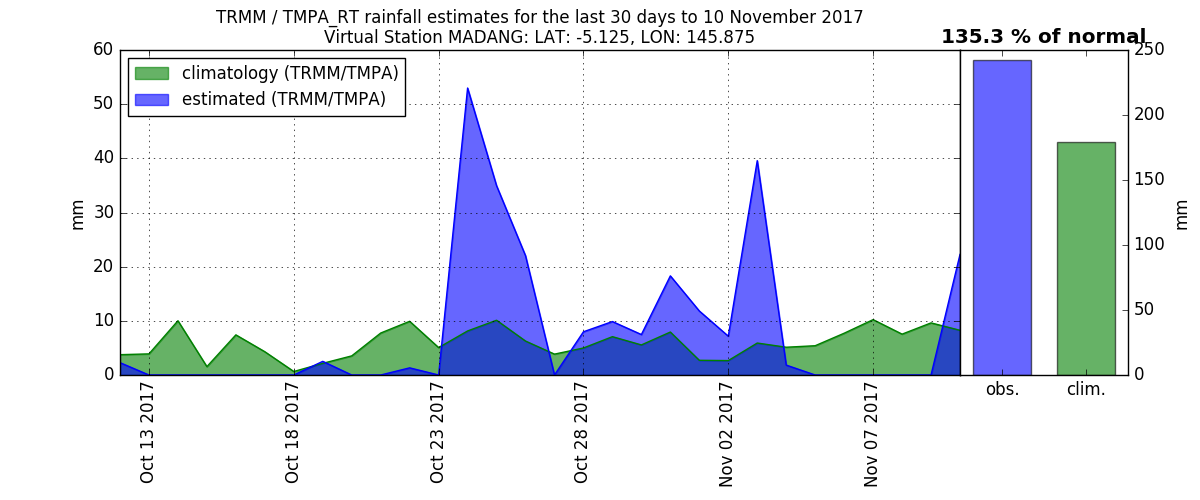 TRMM / TMPA_RT rainfall estimates for the last 30 days to 10 November 2017
Virtual Station MADANG: LAT: -5.125, LON: 145.875
135.3 % of normal
climatology (TRMM/TMPA)
estimated (TRMM/TMPA)
60
50
40
30
20
10
0
mm
Oct 13 2017
Oct 18 2017
Oct 23 2017
Oct 28 2017
Nov 02 2017
Nov 07 2017
250
200
150
100
50
0
mm
obs.
clim.